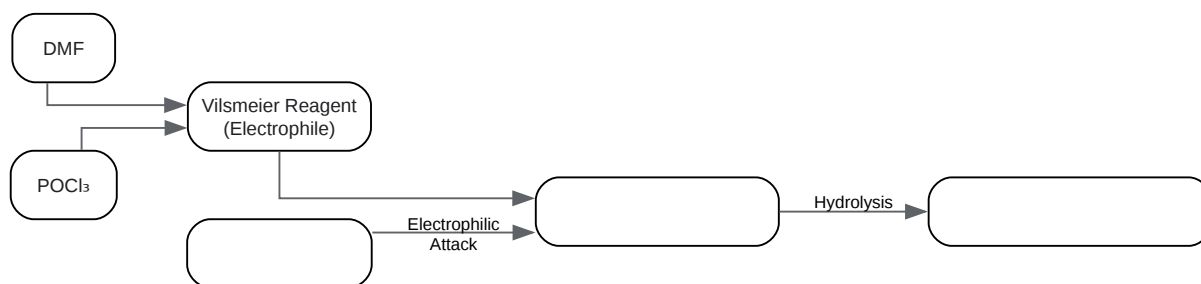 DMF
Vilsmeier Reagent
(Electrophile)
POCl₃
Electrophilic
Attack
Hydrolysis